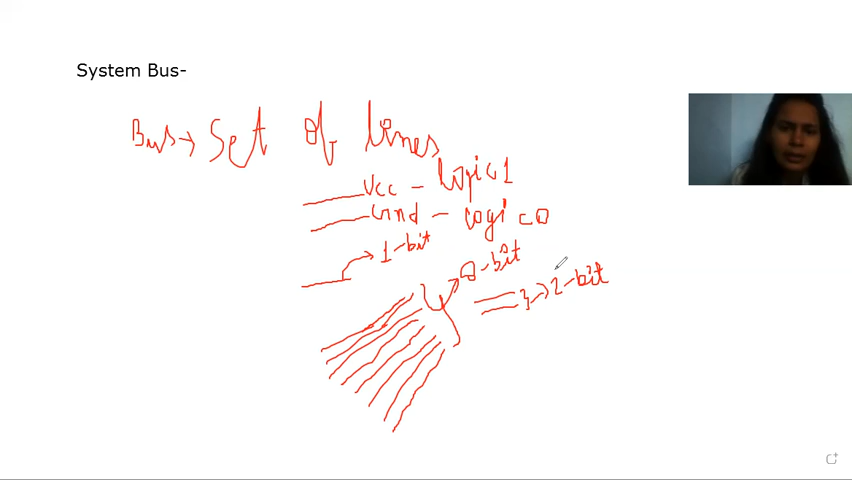 System Bus-
Bus → Set of lines
Vcc - Logic 1
Gnd - Logic 0
1-bit
8-bit
} → 2-bit